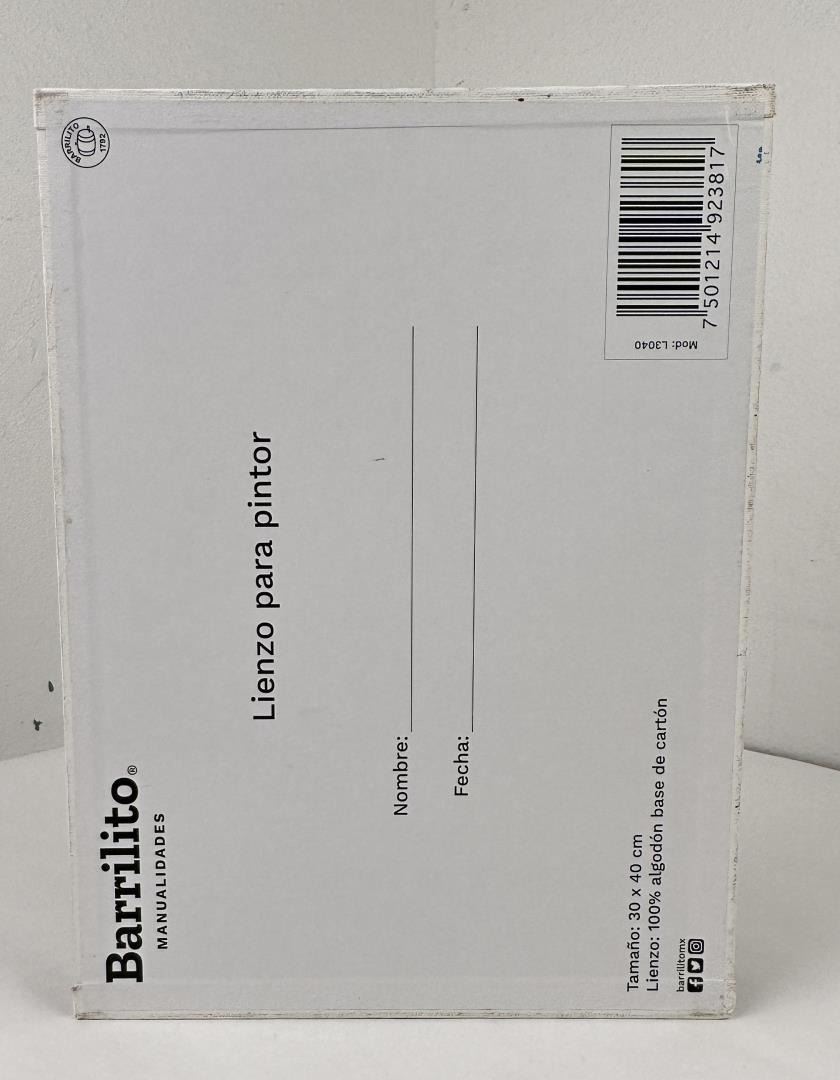 Barrilito®
MANUALIDADES
BARRILITO
1792
Lienzo para pintor
Nombre:
Fecha:
Tamaño: 30 x 40 cm
Lienzo: 100% algodón base de cartón
barrilitomx
Mod: L3040
7 501214 923817